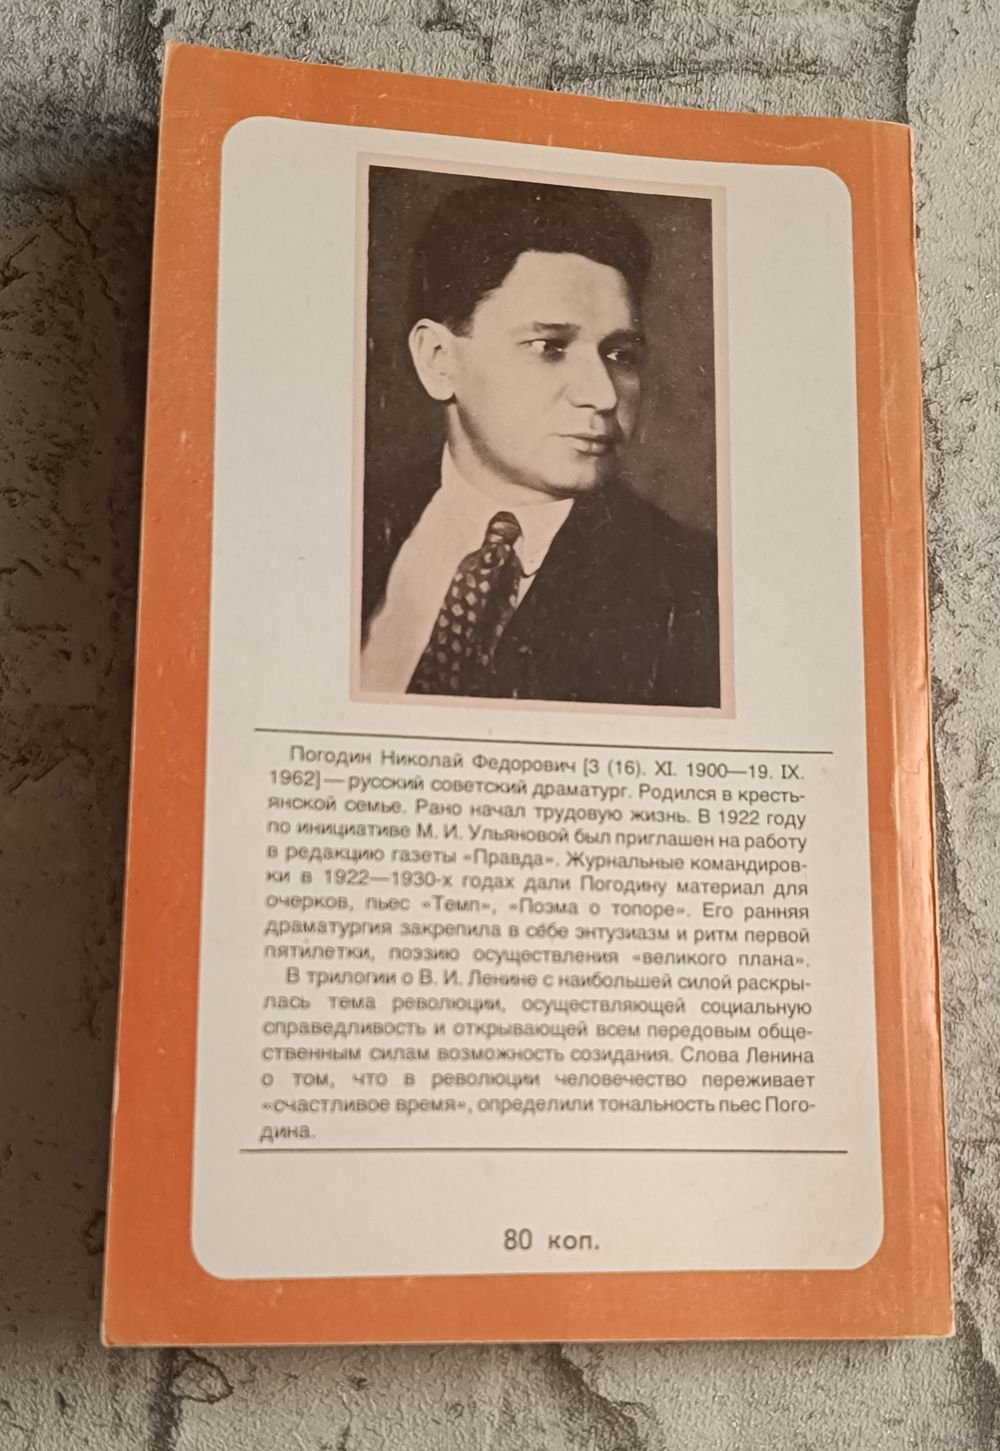 Погодин Николай Федорович [3 (16). XI. 1900—19. IX.
1962] — русский советский драматург. Родился в кресть-
янской семье. Рано начал трудовую жизнь. В 1922 году
по инициативе М. И. Ульяновой был приглашен на работу
в редакцию газеты «Правда». Журнальные командиров-
ки в 1922—1930-х годах дали Погодину материал для
очерков, пьес «Темп», «Поэма о топоре». Его ранняя
драматургия закрепила в себе энтузиазм и ритм первой
пятилетки, поэзию осуществления «великого плана».
В трилогии о В. И. Ленине с наибольшей силой раскры-
лась тема революции, осуществляющей социальную
справедливость и открывающей всем передовым обще-
ственным силам возможность созидания. Слова Ленина
о том, что в революции человечество переживает
«счастливое время», определили тональность пьес Пого-
дина.
80 коп.